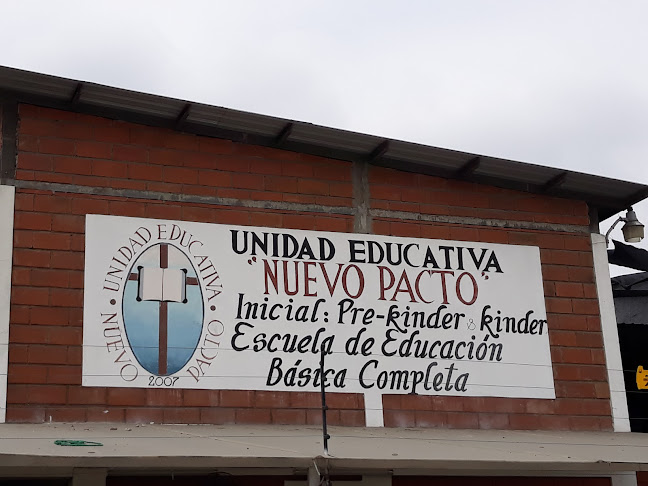 UNIDAD EDUCATIVA
NUEVO PACTO
2007
UNIDAD EDUCATIVA
"NUEVO PACTO"
Inicial: Pre-kinder & kinder
Escuela de Educación
Básica Completa